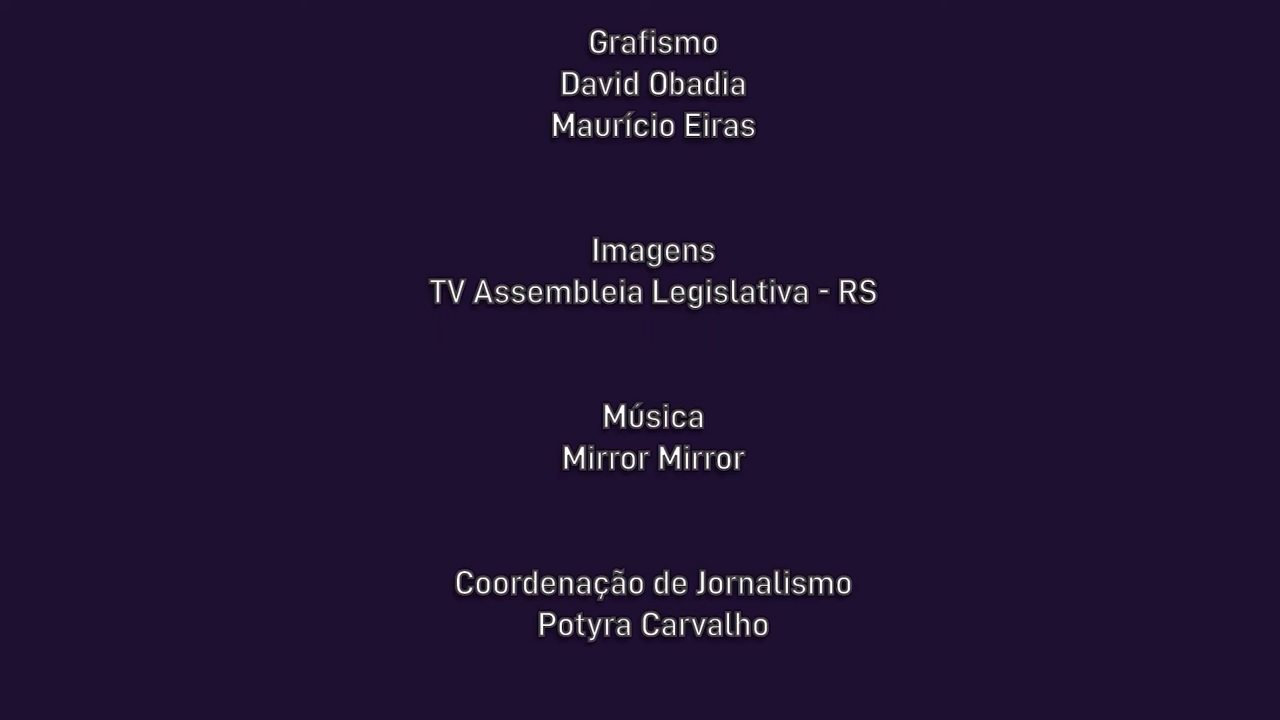 Grafismo
David Obadia
Maurício Eiras
Imagens
TV Assembleia Legislativa - RS
Música
Mirror Mirror
Coordenação de Jornalismo
Potyra Carvalho